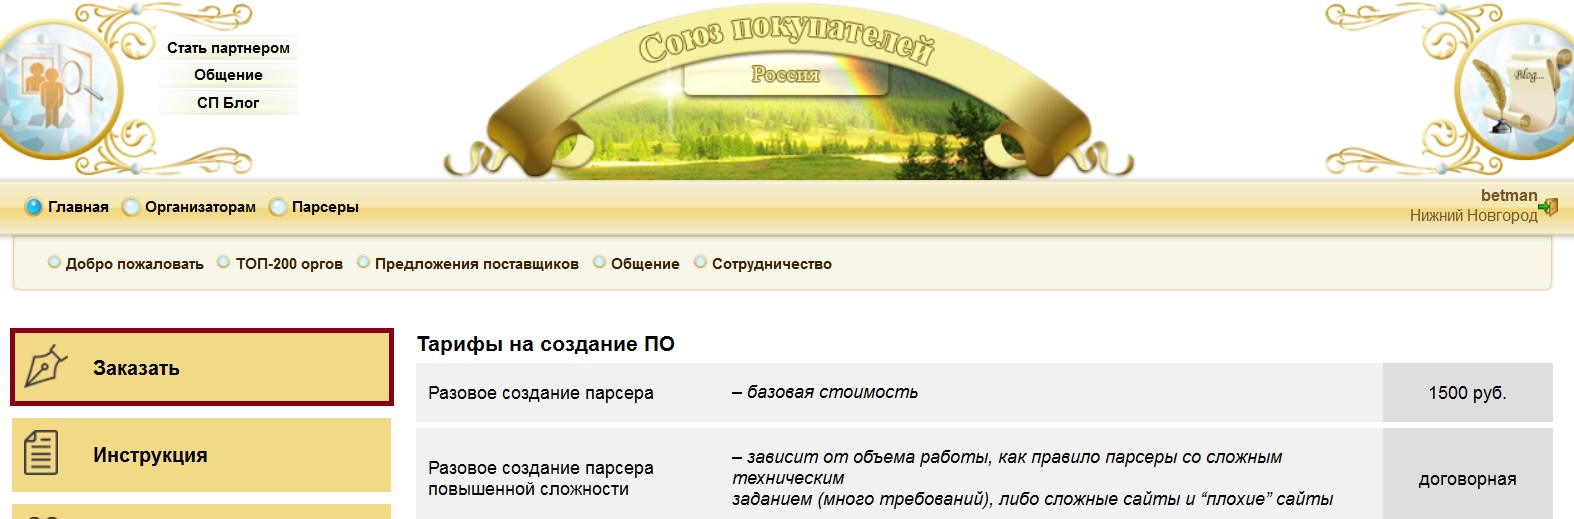 Стать партнером
Общение
СП Блог
Союз покупателей
Россия
Blog...
Главная
Организаторам
Парсеры
betman
Нижний Новгород
Добро пожаловать
ТОП-200 оргов
Предложения поставщиков
Общение
Сотрудничество
Заказать
Инструкция
Тарифы на создание ПО
Разовое создание парсера
– базовая стоимость
1500 руб.
Разовое создание парсера
повышенной сложности
– зависит от объема работы, как правило парсеры со сложным
техническим
заданием (много требований), либо сложные сайты и “плохие” сайты
договорная